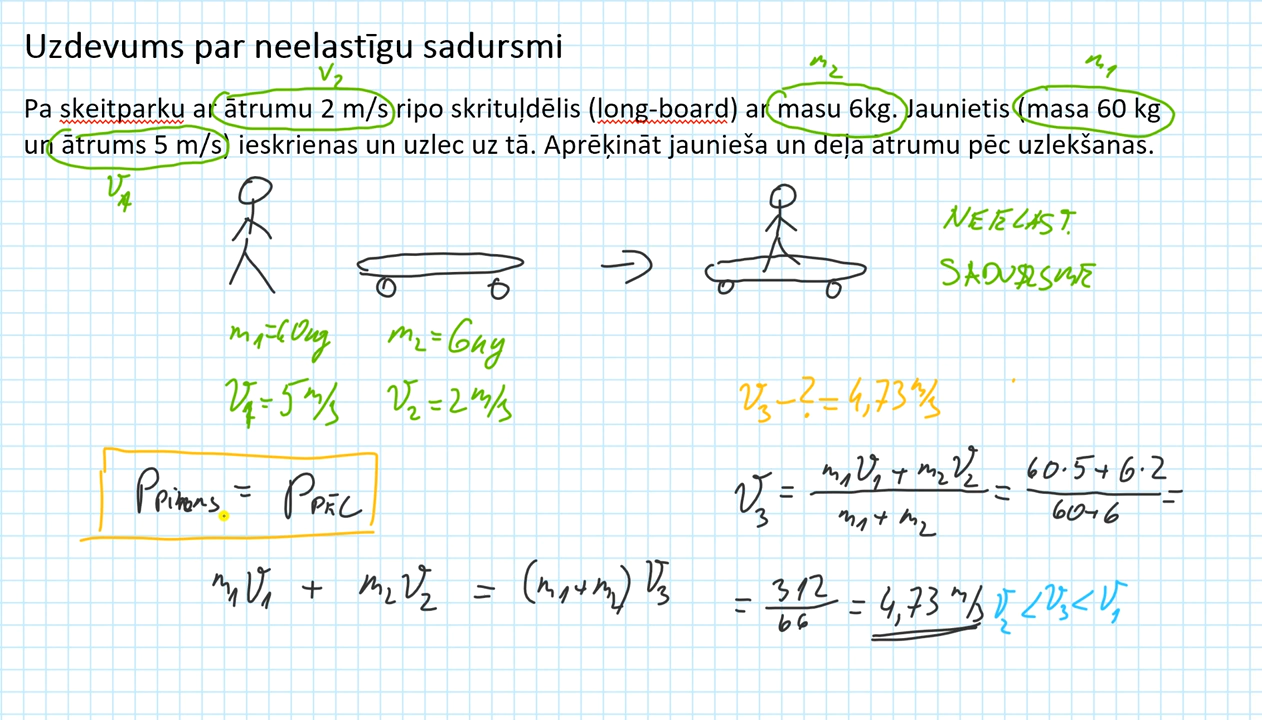 Uzdevums par neelastīgu sadursmi
v₂ m₂ m₁
Pa skeitparku ar ātrumu 2 m/s ripo skrituļdēlis (long-board) ar masu 6kg. Jaunietis (masa 60 kg
un ātrums 5 m/s) ieskrienas un uzlec uz tā. Aprēķināt jaunieša un deļa ātrumu pēc uzlekšanas.
v₁
NEELAST.
SADURSME
→
m₁=60kg m₂=6kg
v₁=5 m/s v₂=2 m/s
v₃ – ? = 4,73 m/s
Ppirms = PPĒC
v₃ = (m₁v₁ + m₂v₂)/(m₁ + m₂) = (60·5+6·2)/(60+6) =
m₁v₁ + m₂v₂ = (m₁+m₂) v₃
= 312/66 = 4,73 m/s v₂ < v₃ < v₁